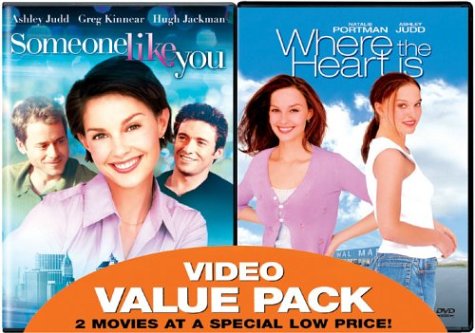 Ashley Judd Greg Kinnear Hugh Jackman
Someone like you
NATALIE PORTMAN ASHLEY JUDD
Where the Heart is
DVD
VIDEO
VALUE PACK
2 MOVIES AT A SPECIAL LOW PRICE!